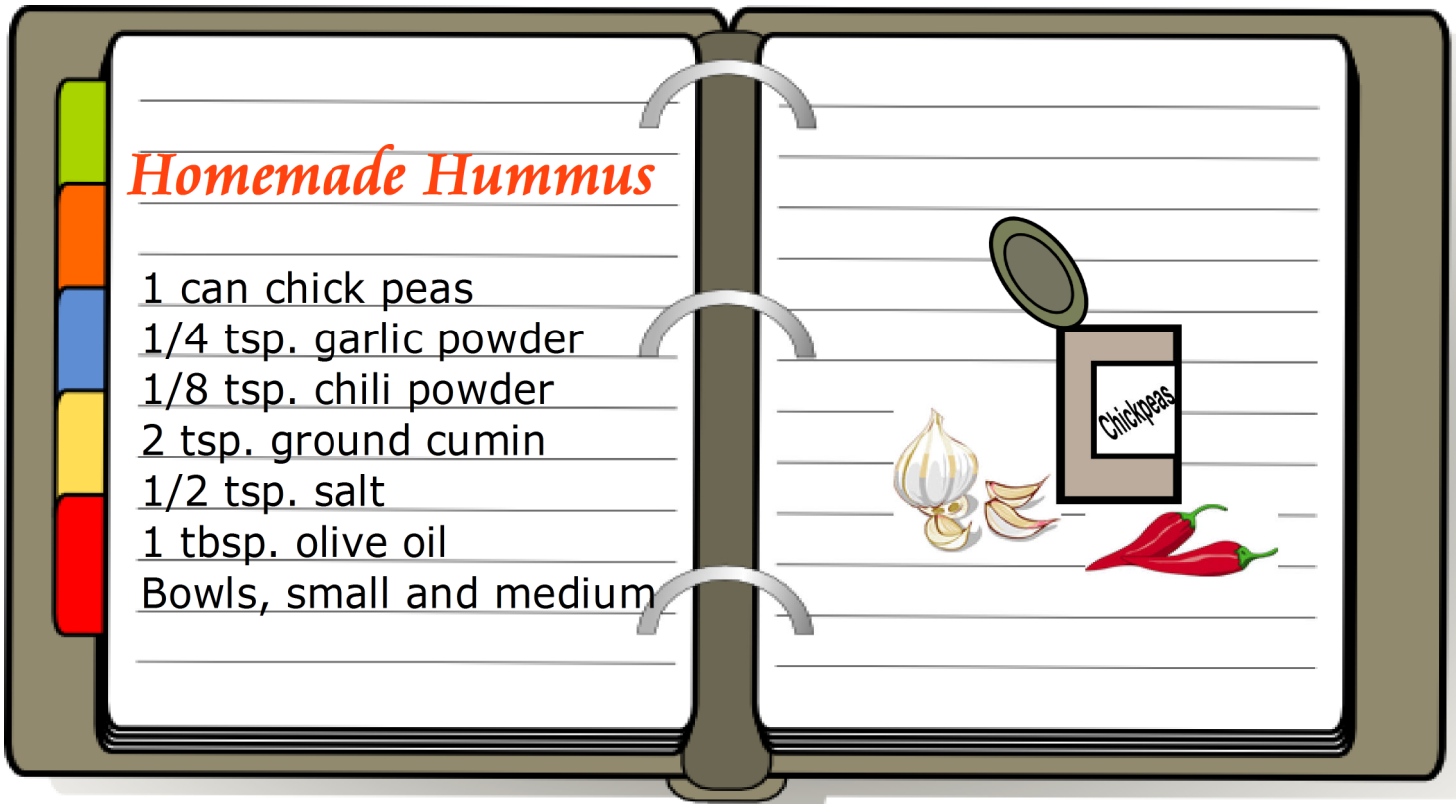 Homemade Hummus
1 can chick peas
1/4 tsp. garlic powder
1/8 tsp. chili powder
2 tsp. ground cumin
1/2 tsp. salt
1 tbsp. olive oil
Bowls, small and medium
Chickpeas